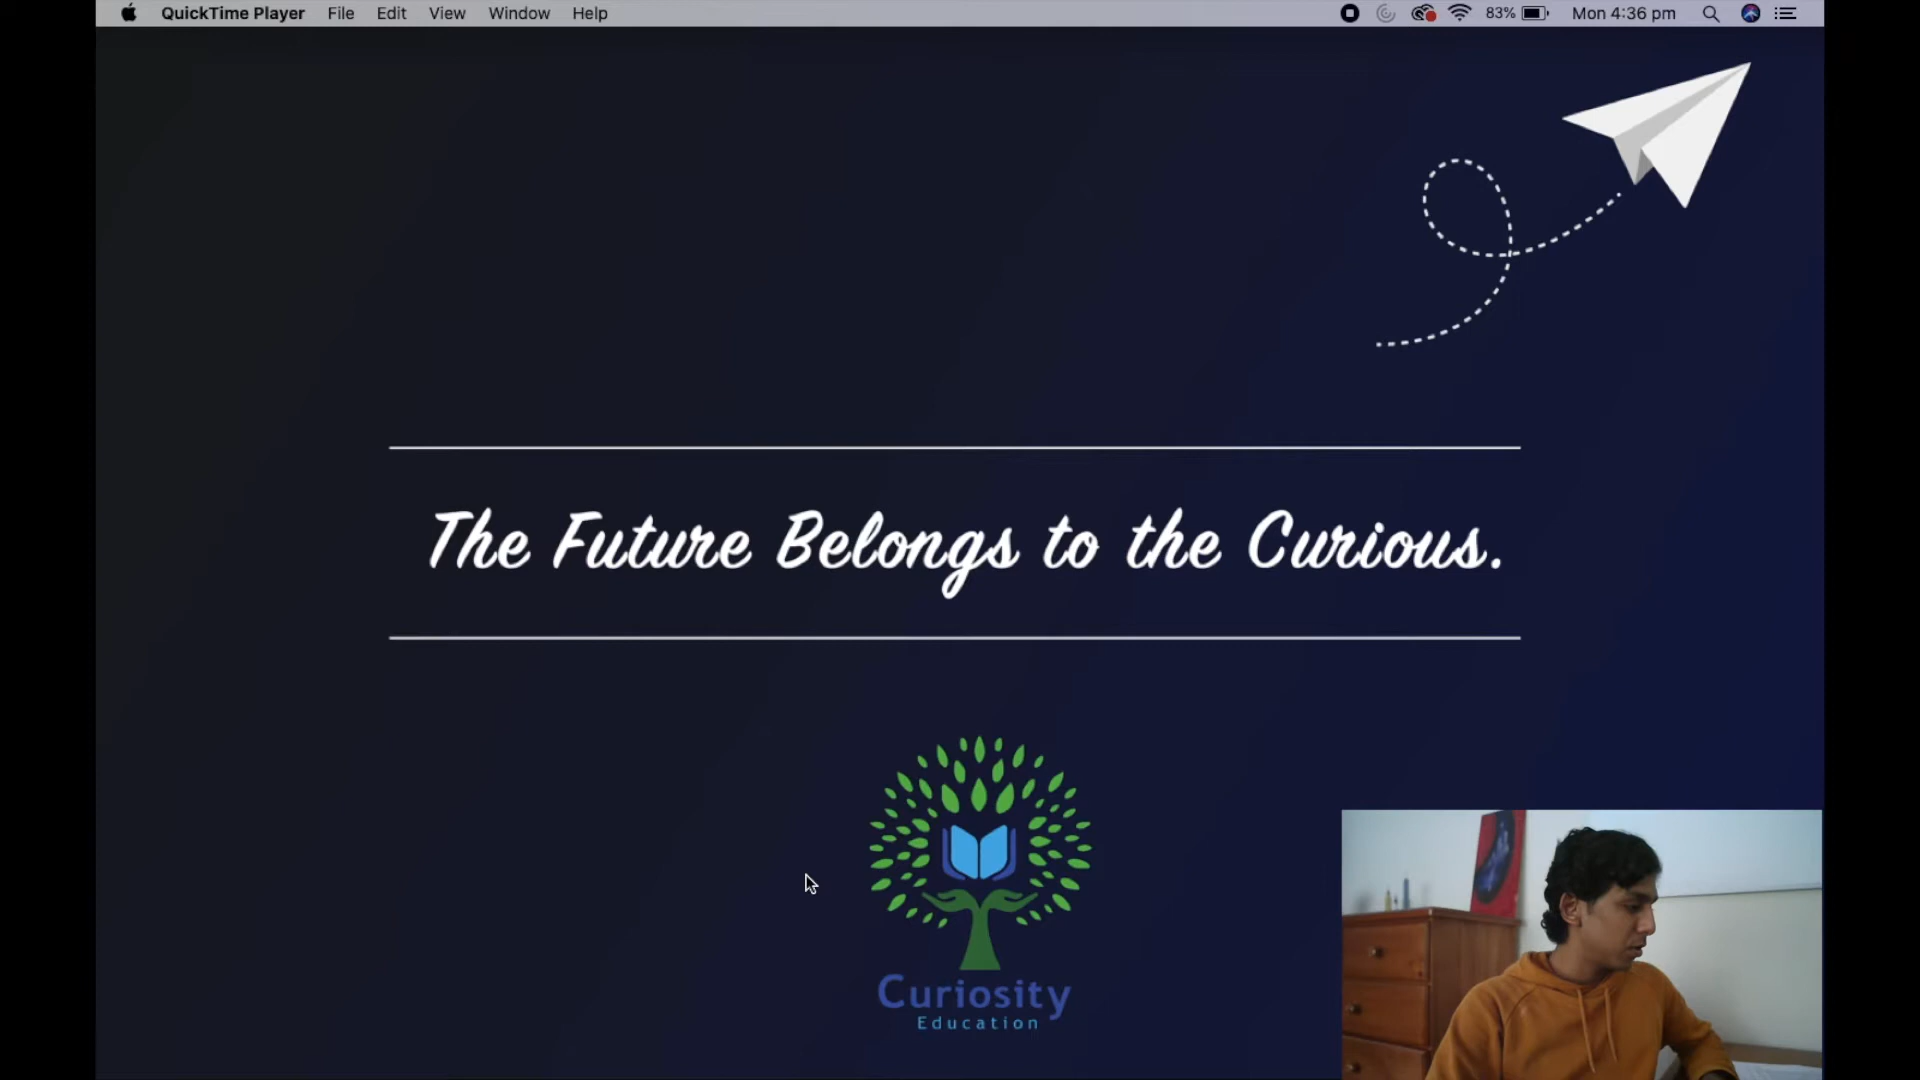 QuickTime Player File Edit View Window Help 83% Mon 4:36 pm
The Future Belongs to the Curious.
Curiosity
Education